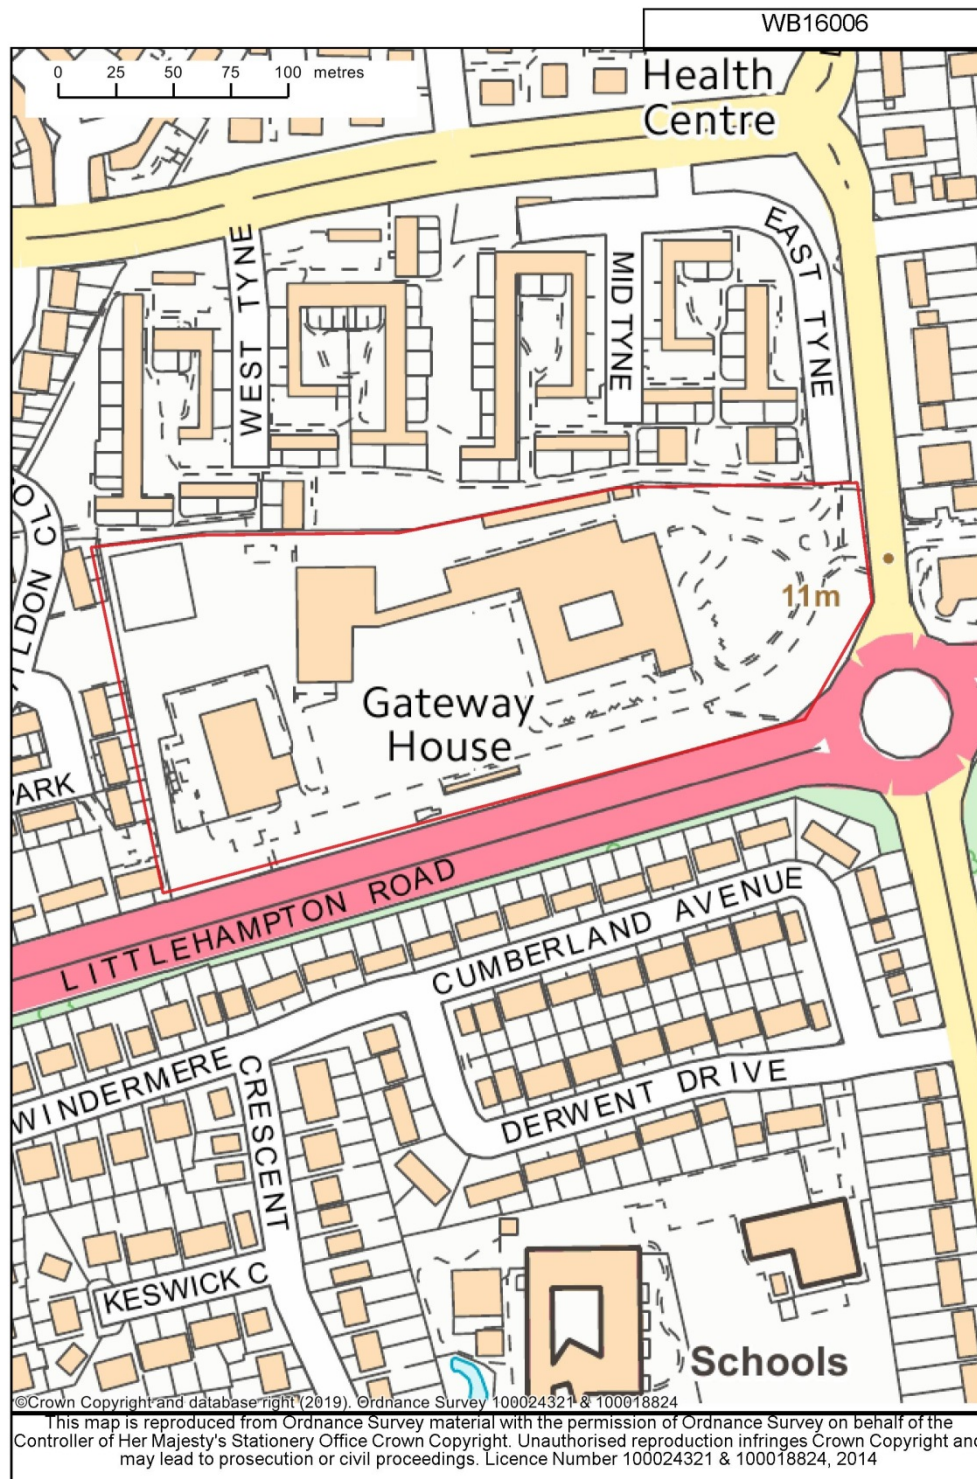 WB16006
0 25 50 75 100 metres
Health
Centre
WEST TYNE
MID TYNE
EAST TYNE
11m
Gateway
House
PARK
LITTLEHAMPTON ROAD
CUMBERLAND AVENUE
WINDERMERE
CRESCENT
DERWENT DRIVE
KESWICK C
Schools
©Crown Copyright and database right (2019). Ordnance Survey 100024321 & 100018824
This map is reproduced from Ordnance Survey material with the permission of Ordnance Survey on behalf of the
Controller of Her Majesty's Stationery Office Crown Copyright. Unauthorised reproduction infringes Crown Copyright and
may lead to prosecution or civil proceedings. Licence Number 100024321 & 100018824, 2014